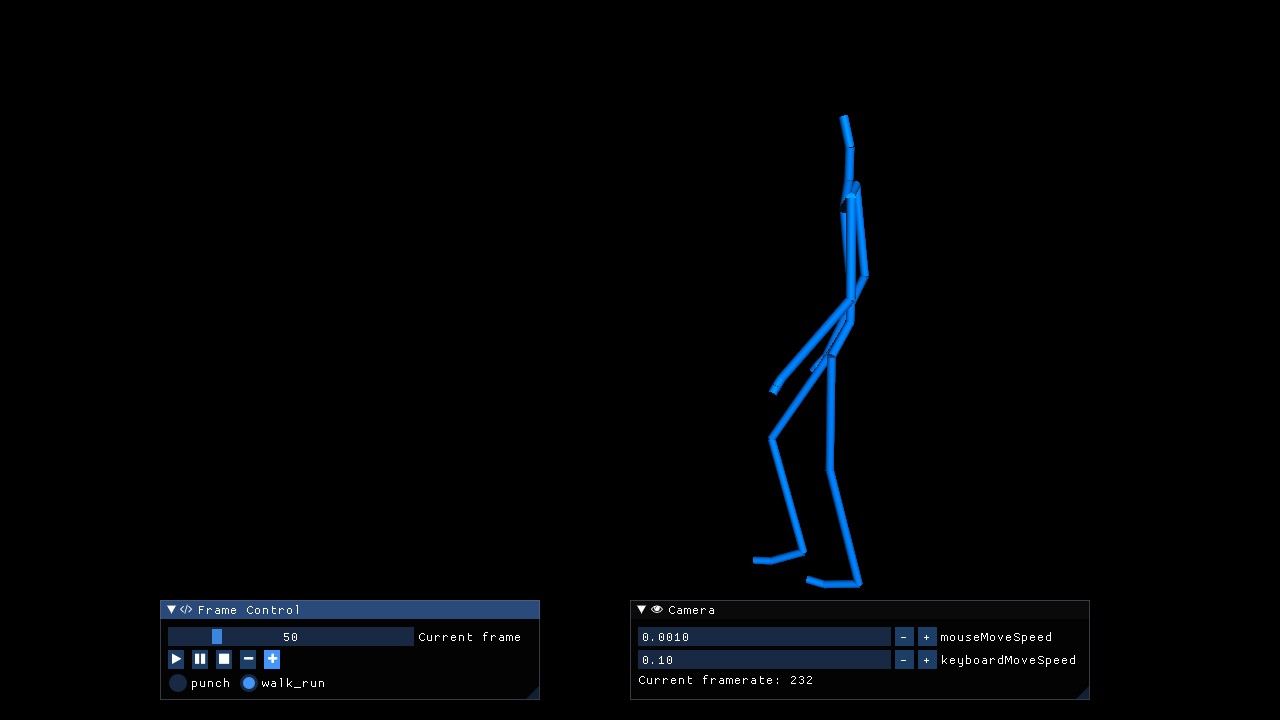 Frame Control
50 Current frame
punch walk_run
Camera
0.0010 - + mouseMoveSpeed
0.10 - + keyboardMoveSpeed
Current framerate: 232